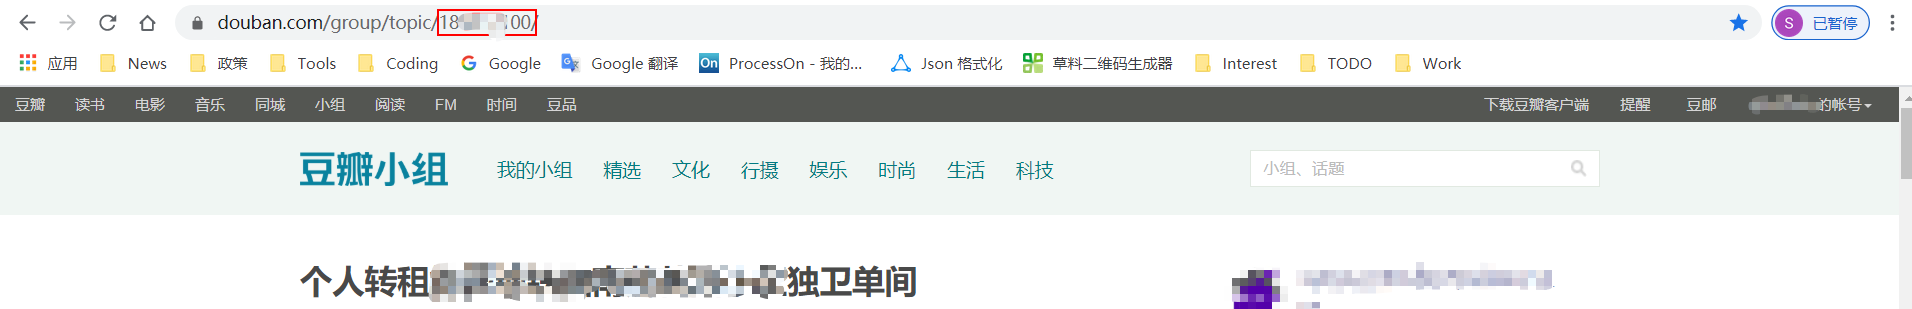 douban.com/group/topic/18 00/
已暂停
应用 News 政策 Tools Coding Google Google 翻译 ProcessOn - 我的... Json 格式化 草料二维码生成器 Interest TODO Work
豆瓣 读书 电影 音乐 同城 小组 阅读 FM 时间 豆品 下载豆瓣客户端 提醒 豆邮 的帐号
豆瓣小组 我的小组 精选 文化 行摄 娱乐 时尚 生活 科技 小组、话题
个人转租 独卫单间